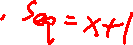 . Seq = x+1